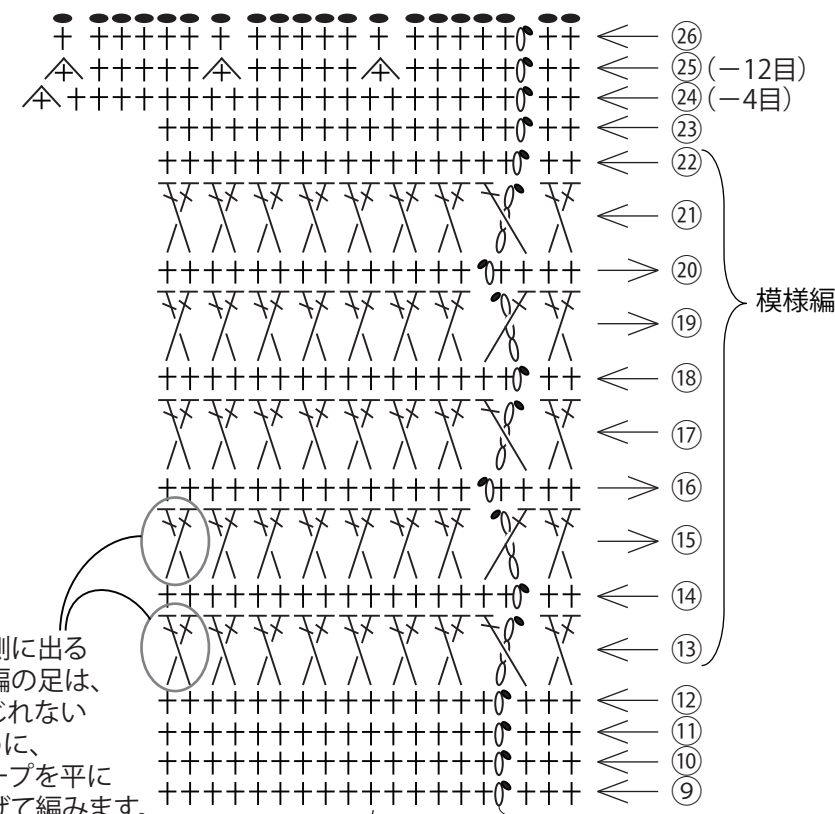 ㉖
㉕(－12目)
㉔(－4目)
㉓
㉒
㉑
⑳
模様編
⑲
⑱
⑰
⑯
⑮
⑭
⑬
側に出る
編の足は、
じれない
に、
ープを平に
げて編みます。
⑫
⑪
⑩
⑨